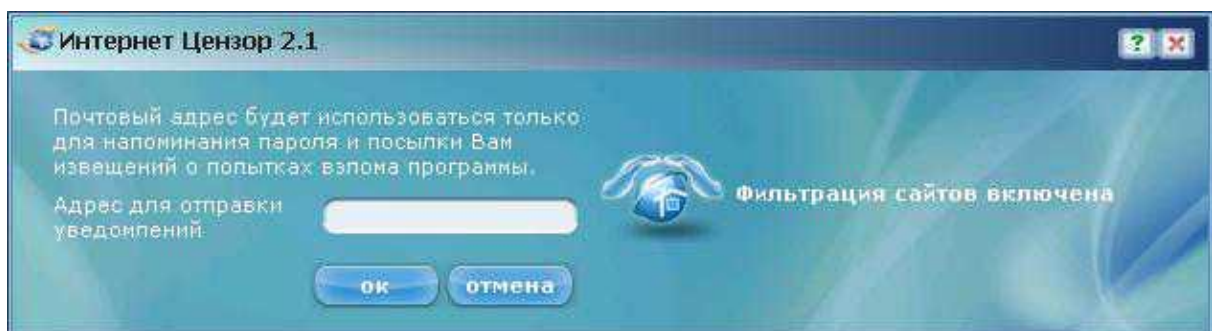 Интернет Цензор 2.1
Почтовый адрес будет использоваться только
для напоминания пароля и посылки Вам
извещений о попытках взлома программы.
Адрес для отправки
уведомлений
Фильтрация сайтов включена
ок
отмена